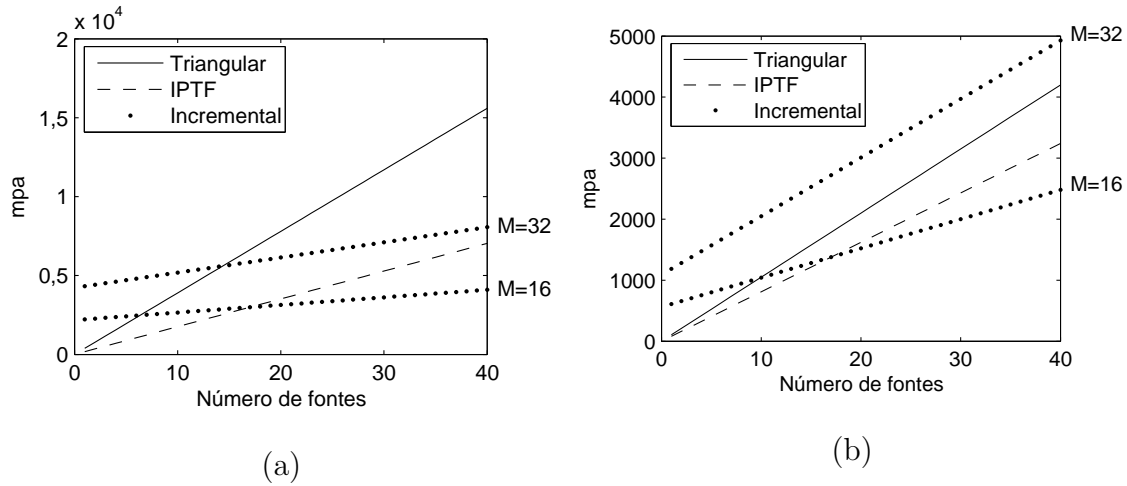 x 10⁴
2
1,5
1
0,5
0
mpa
Triangular
IPTF
Incremental
M=32
M=16
0
10
20
30
40
Número de fontes
(a)
5000
4000
3000
2000
1000
0
mpa
Triangular
IPTF
Incremental
M=32
M=16
0
10
20
30
40
Número de fontes
(b)